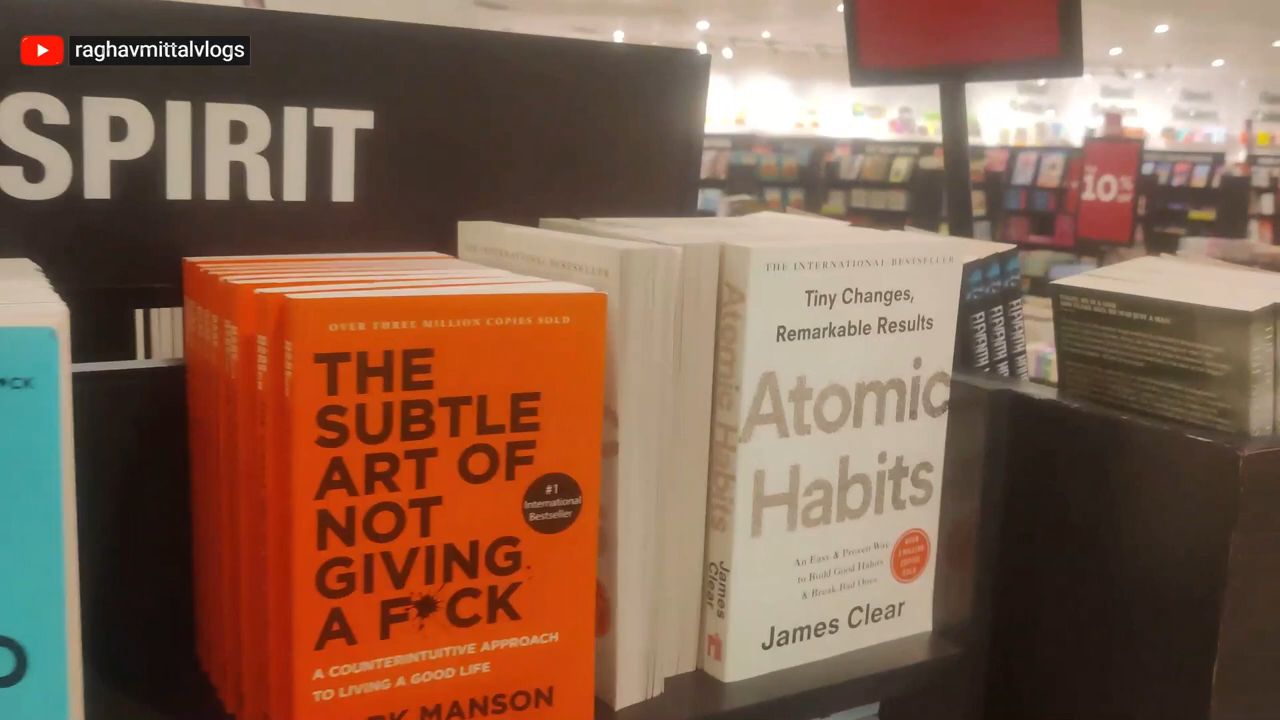 raghavmittalvlogs
SPIRIT
OVER THREE MILLION COPIES SOLD
THE
SUBTLE
ART OF
NOT
GIVING
A F*CK
#1
International
Bestseller
A COUNTERINTUITIVE APPROACH
TO LIVING A GOOD LIFE
RK MANSON
THE INTERNATIONAL BESTSELLER
Tiny Changes,
Remarkable Results
Atomic
Habits
An Easy & Proven Way
to Build Good Habits
& Break Bad Ones
James Clear
Atomic Habits
James
Clear
10%